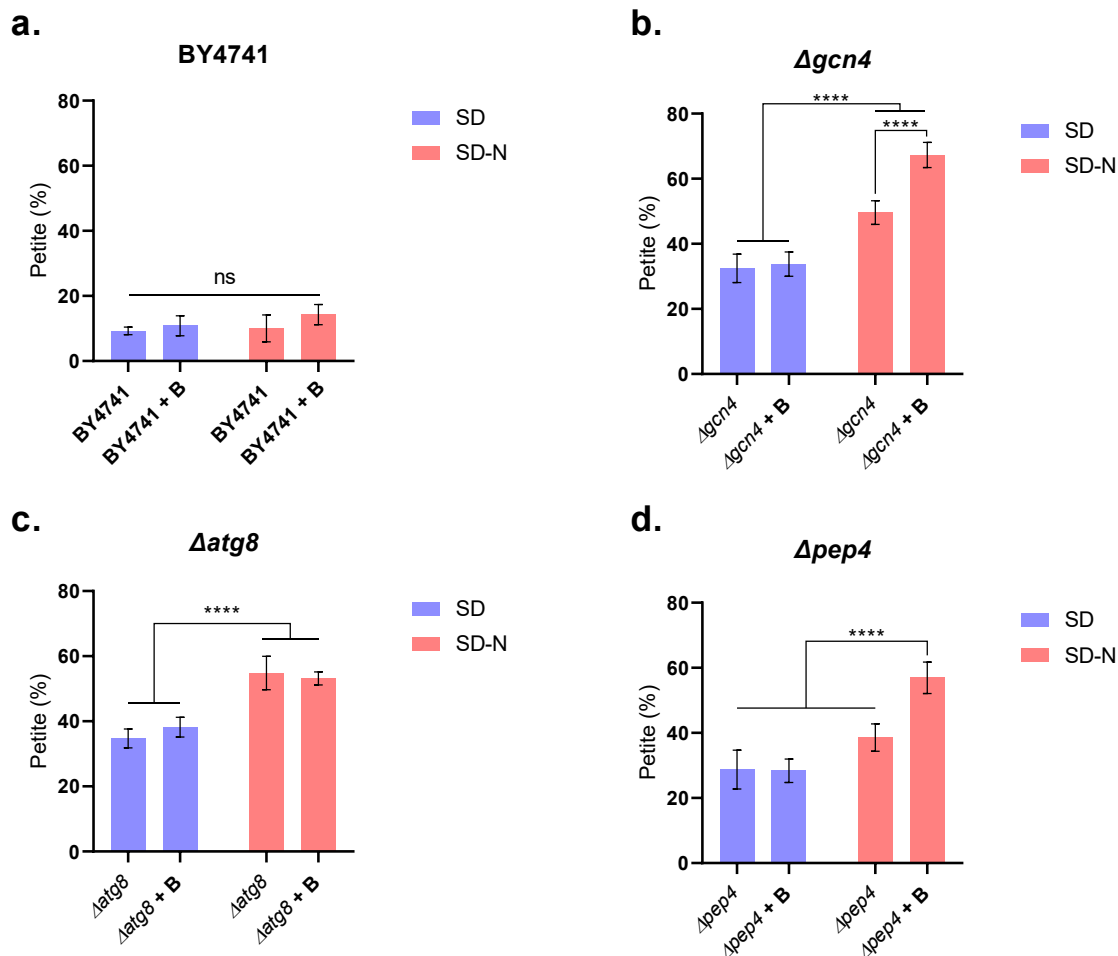 a.
BY4741
Petite (%)
80
60
40
20
0
ns
BY4741
BY4741 + B
BY4741
BY4741 + B
SD
SD-N
b.
Δgcn4
Petite (%)
80
60
40
20
0
****
****
Δgcn4
Δgcn4 + B
Δgcn4
Δgcn4 + B
SD
SD-N
c.
Δatg8
Petite (%)
80
60
40
20
0
****
Δatg8
Δatg8 + B
Δatg8
Δatg8 + B
SD
SD-N
d.
Δpep4
Petite (%)
80
60
40
20
0
****
Δpep4
Δpep4 + B
Δpep4
Δpep4 + B
SD
SD-N